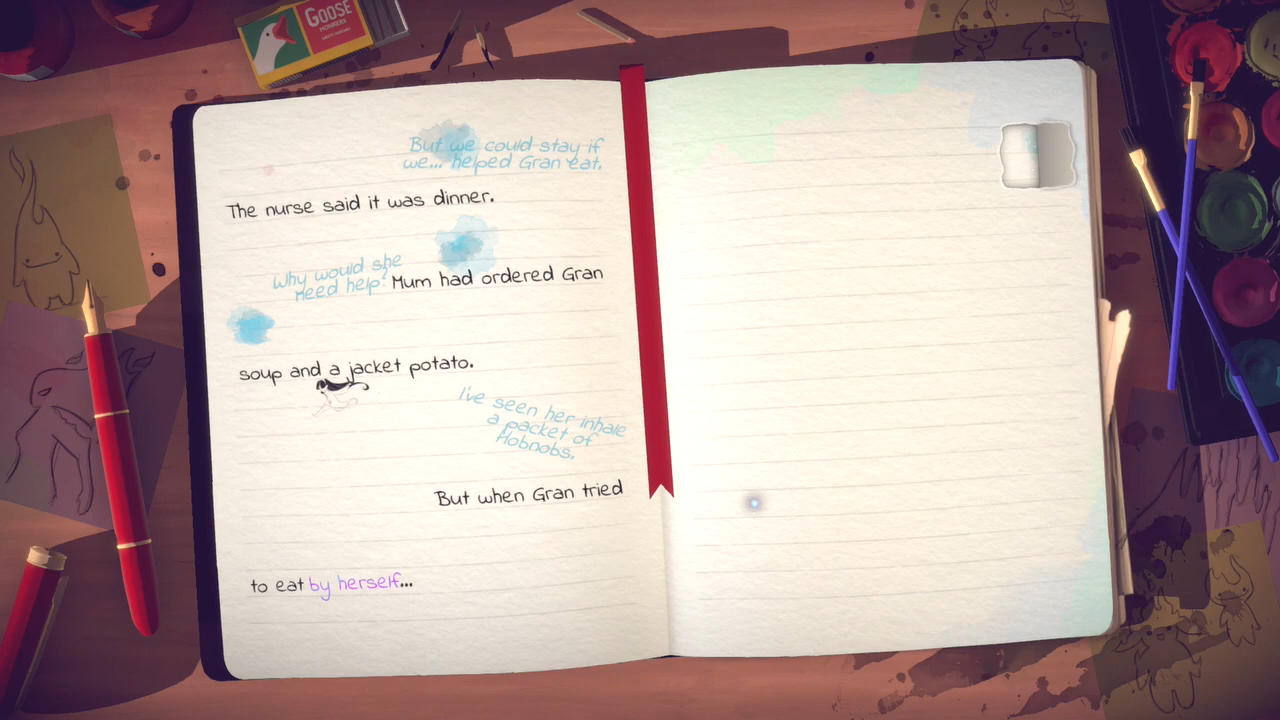 GOOSE
But we could stay if
we... helped Gran eat.
The nurse said it was dinner.
Why would she
need help?
Mum had ordered Gran
soup and a jacket potato.
I've seen her inhale
a packet of
Hobnobs.
But when Gran tried
to eat by herself...